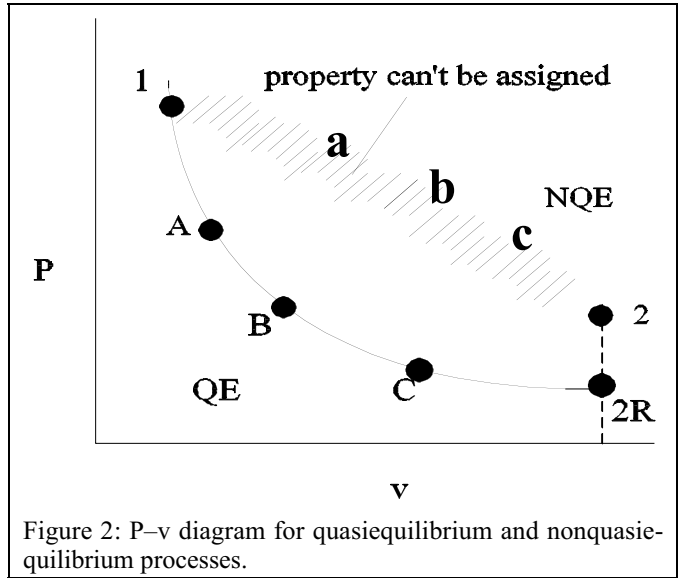 1
property can't be assigned
a
b
NQE
c
A
P
B
2
QE
C
2R
v
Figure 2: P–v diagram for quasiequilibrium and nonquasie-
quilibrium processes.